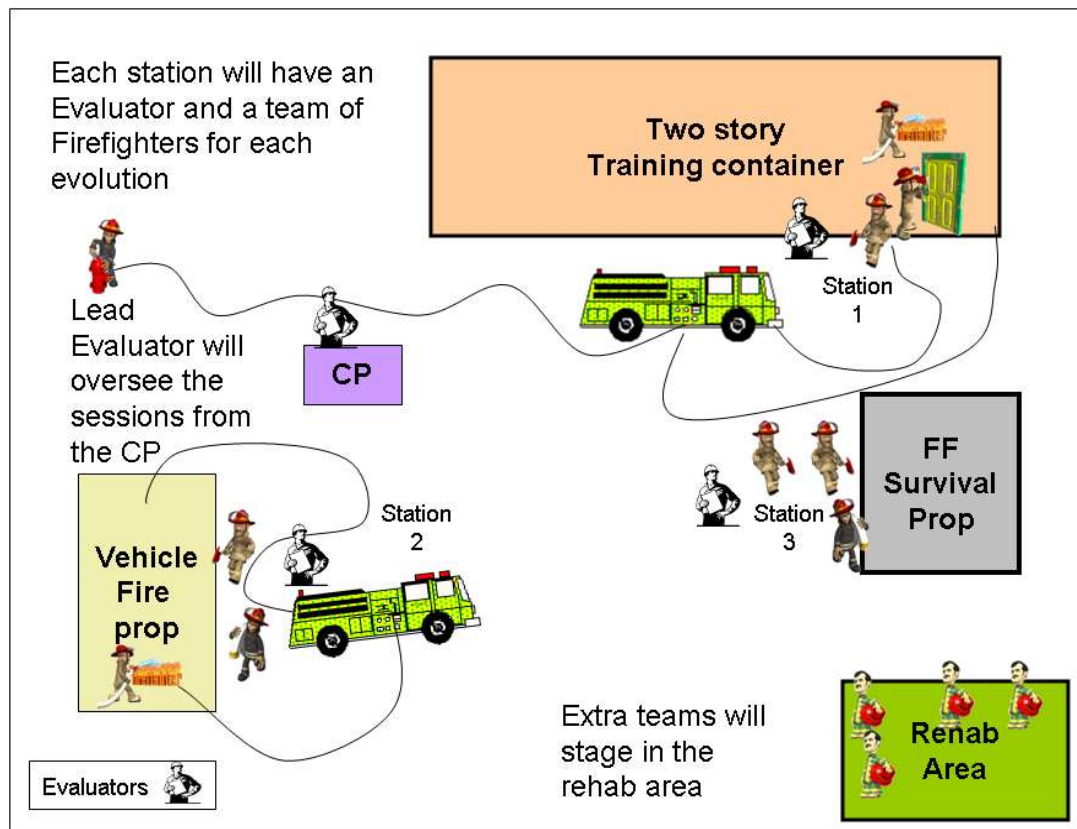 Each station will have an
Evaluator and a team of
Firefighters for each
evolution
Two story
Training container
Station
1
Lead
Evaluator will
oversee the
sessions from
the CP
CP
FF
Survival
Prop
Station
3
Station
2
Vehicle
Fire
prop
Extra teams will
stage in the
rehab area
Rehab
Area
Evaluators